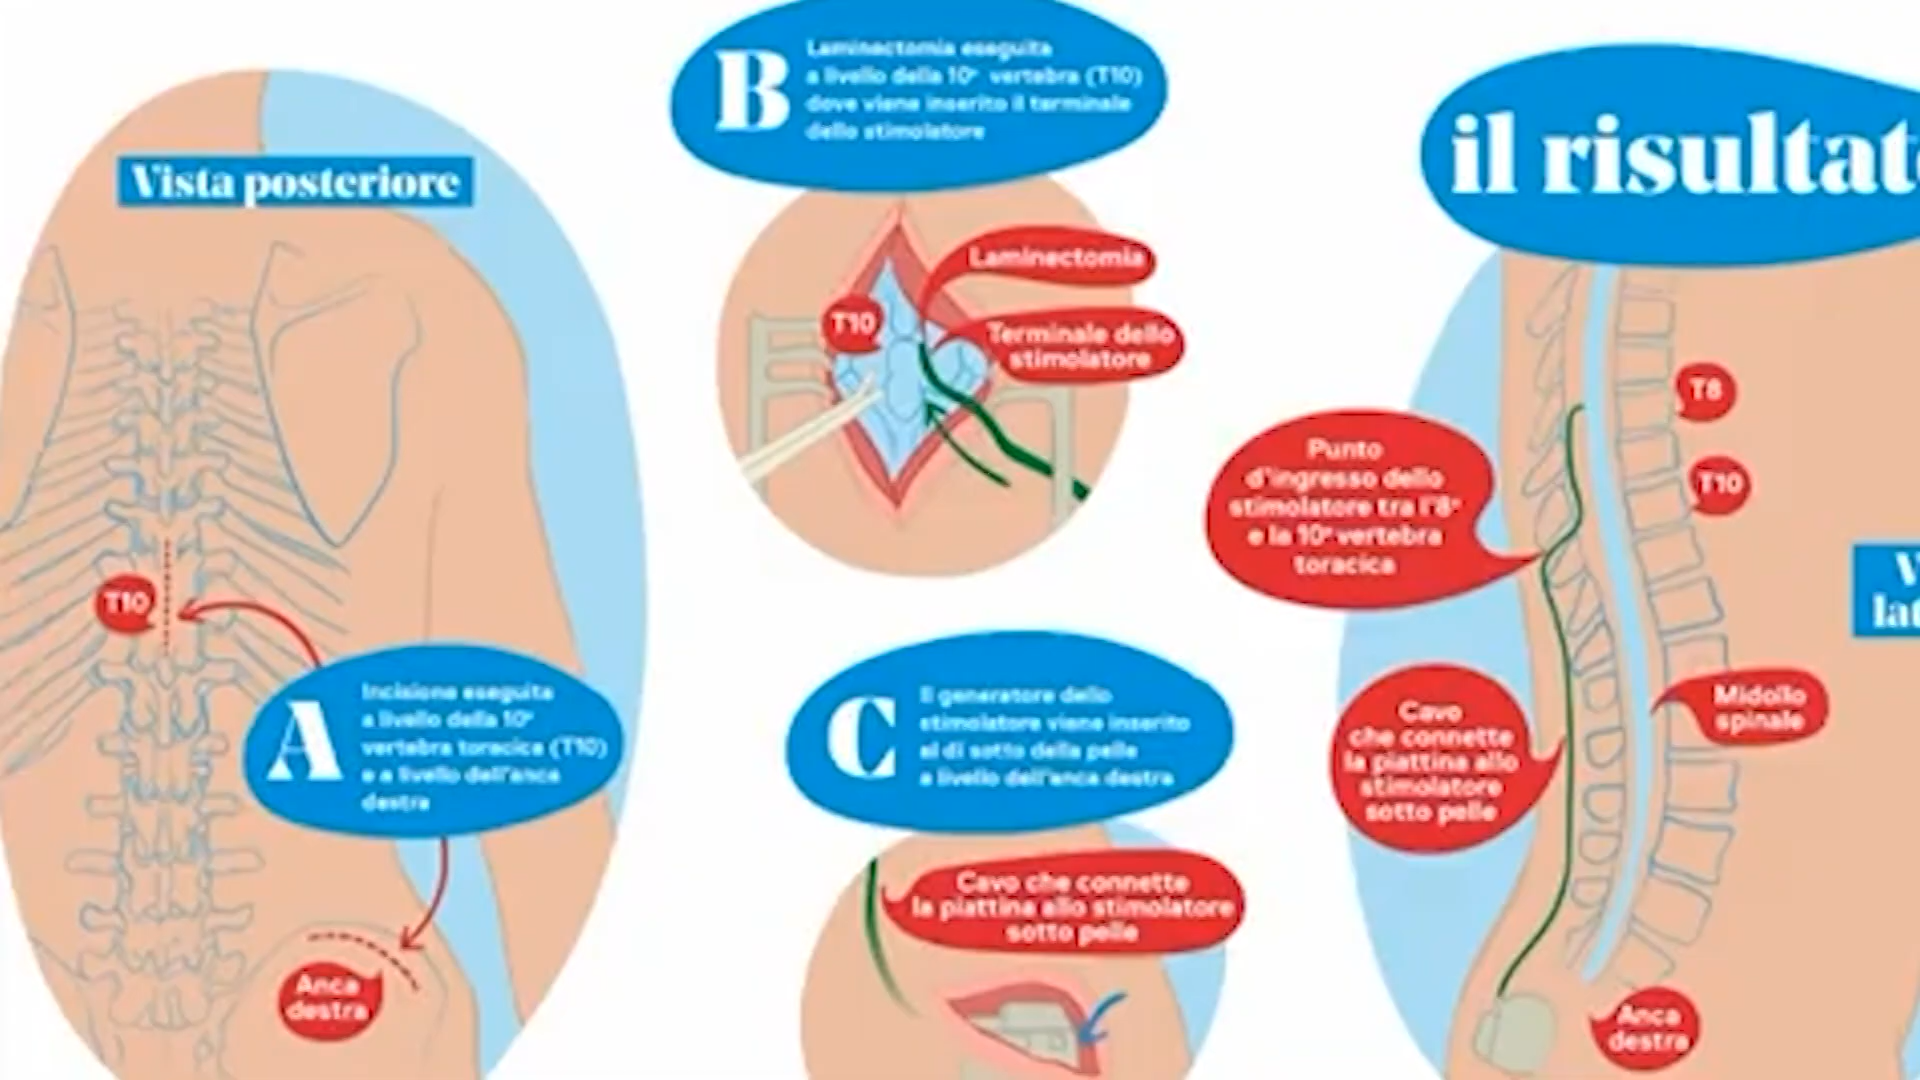 Vista posteriore
T10
A
Incisione eseguita
a livello della 10ª
vertebra toracica (T10)
e a livello dell'anca
destra
Anca
destra
B
Laminectomia eseguita
a livello della 10ª vertebra (T10)
dove viene inserito il terminale
dello stimolatore
Laminectomia
T10
Terminale dello
stimolatore
C
Il generatore dello
stimolatore viene inserito
al di sotto della pelle
a livello dell'anca destra
Cavo che connette
la piattina allo stimolatore
sotto pelle
il risultat
T8
T10
Punto
d'ingresso dello
stimolatore tra l'8ª
e la 10ª vertebra
toracica
V
lat
Cavo
che connette
la piattina allo
stimolatore
sotto pelle
Midollo
spinale
Anca
destra